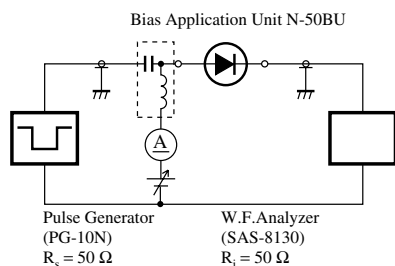 Bias Application Unit N-50BU
A
Pulse Generator
(PG-10N)
Rs = 50 Ω
W.F.Analyzer
(SAS-8130)
Ri = 50 Ω